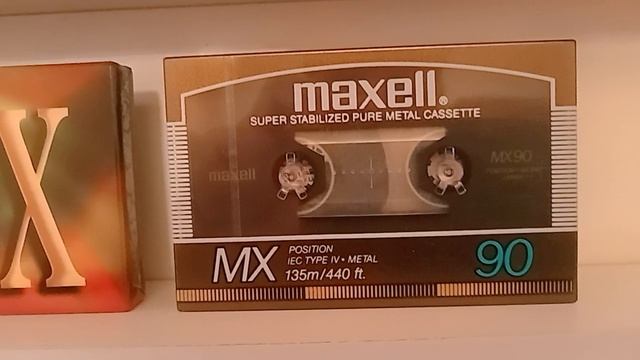 X
maxell®
SUPER STABILIZED PURE METAL CASSETTE
maxell
MX90
MX
POSITION
IEC TYPE IV • METAL
135m/440 ft.
90